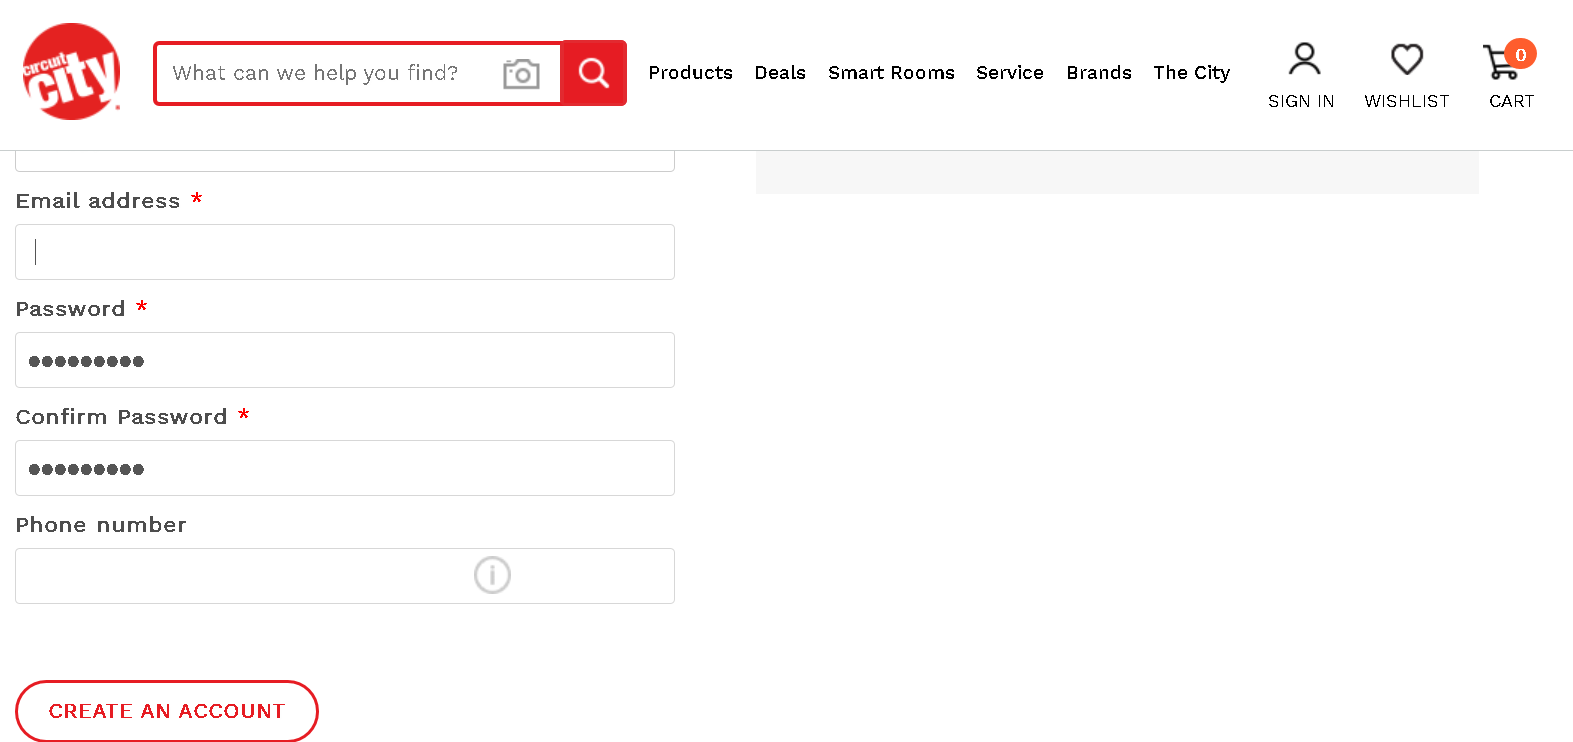 circuit
city
What can we help you find?
Products Deals Smart Rooms Service Brands The City
SIGN IN
WISHLIST
0
CART
Email address *
Password *
•••••••••
Confirm Password *
•••••••••
Phone number
CREATE AN ACCOUNT